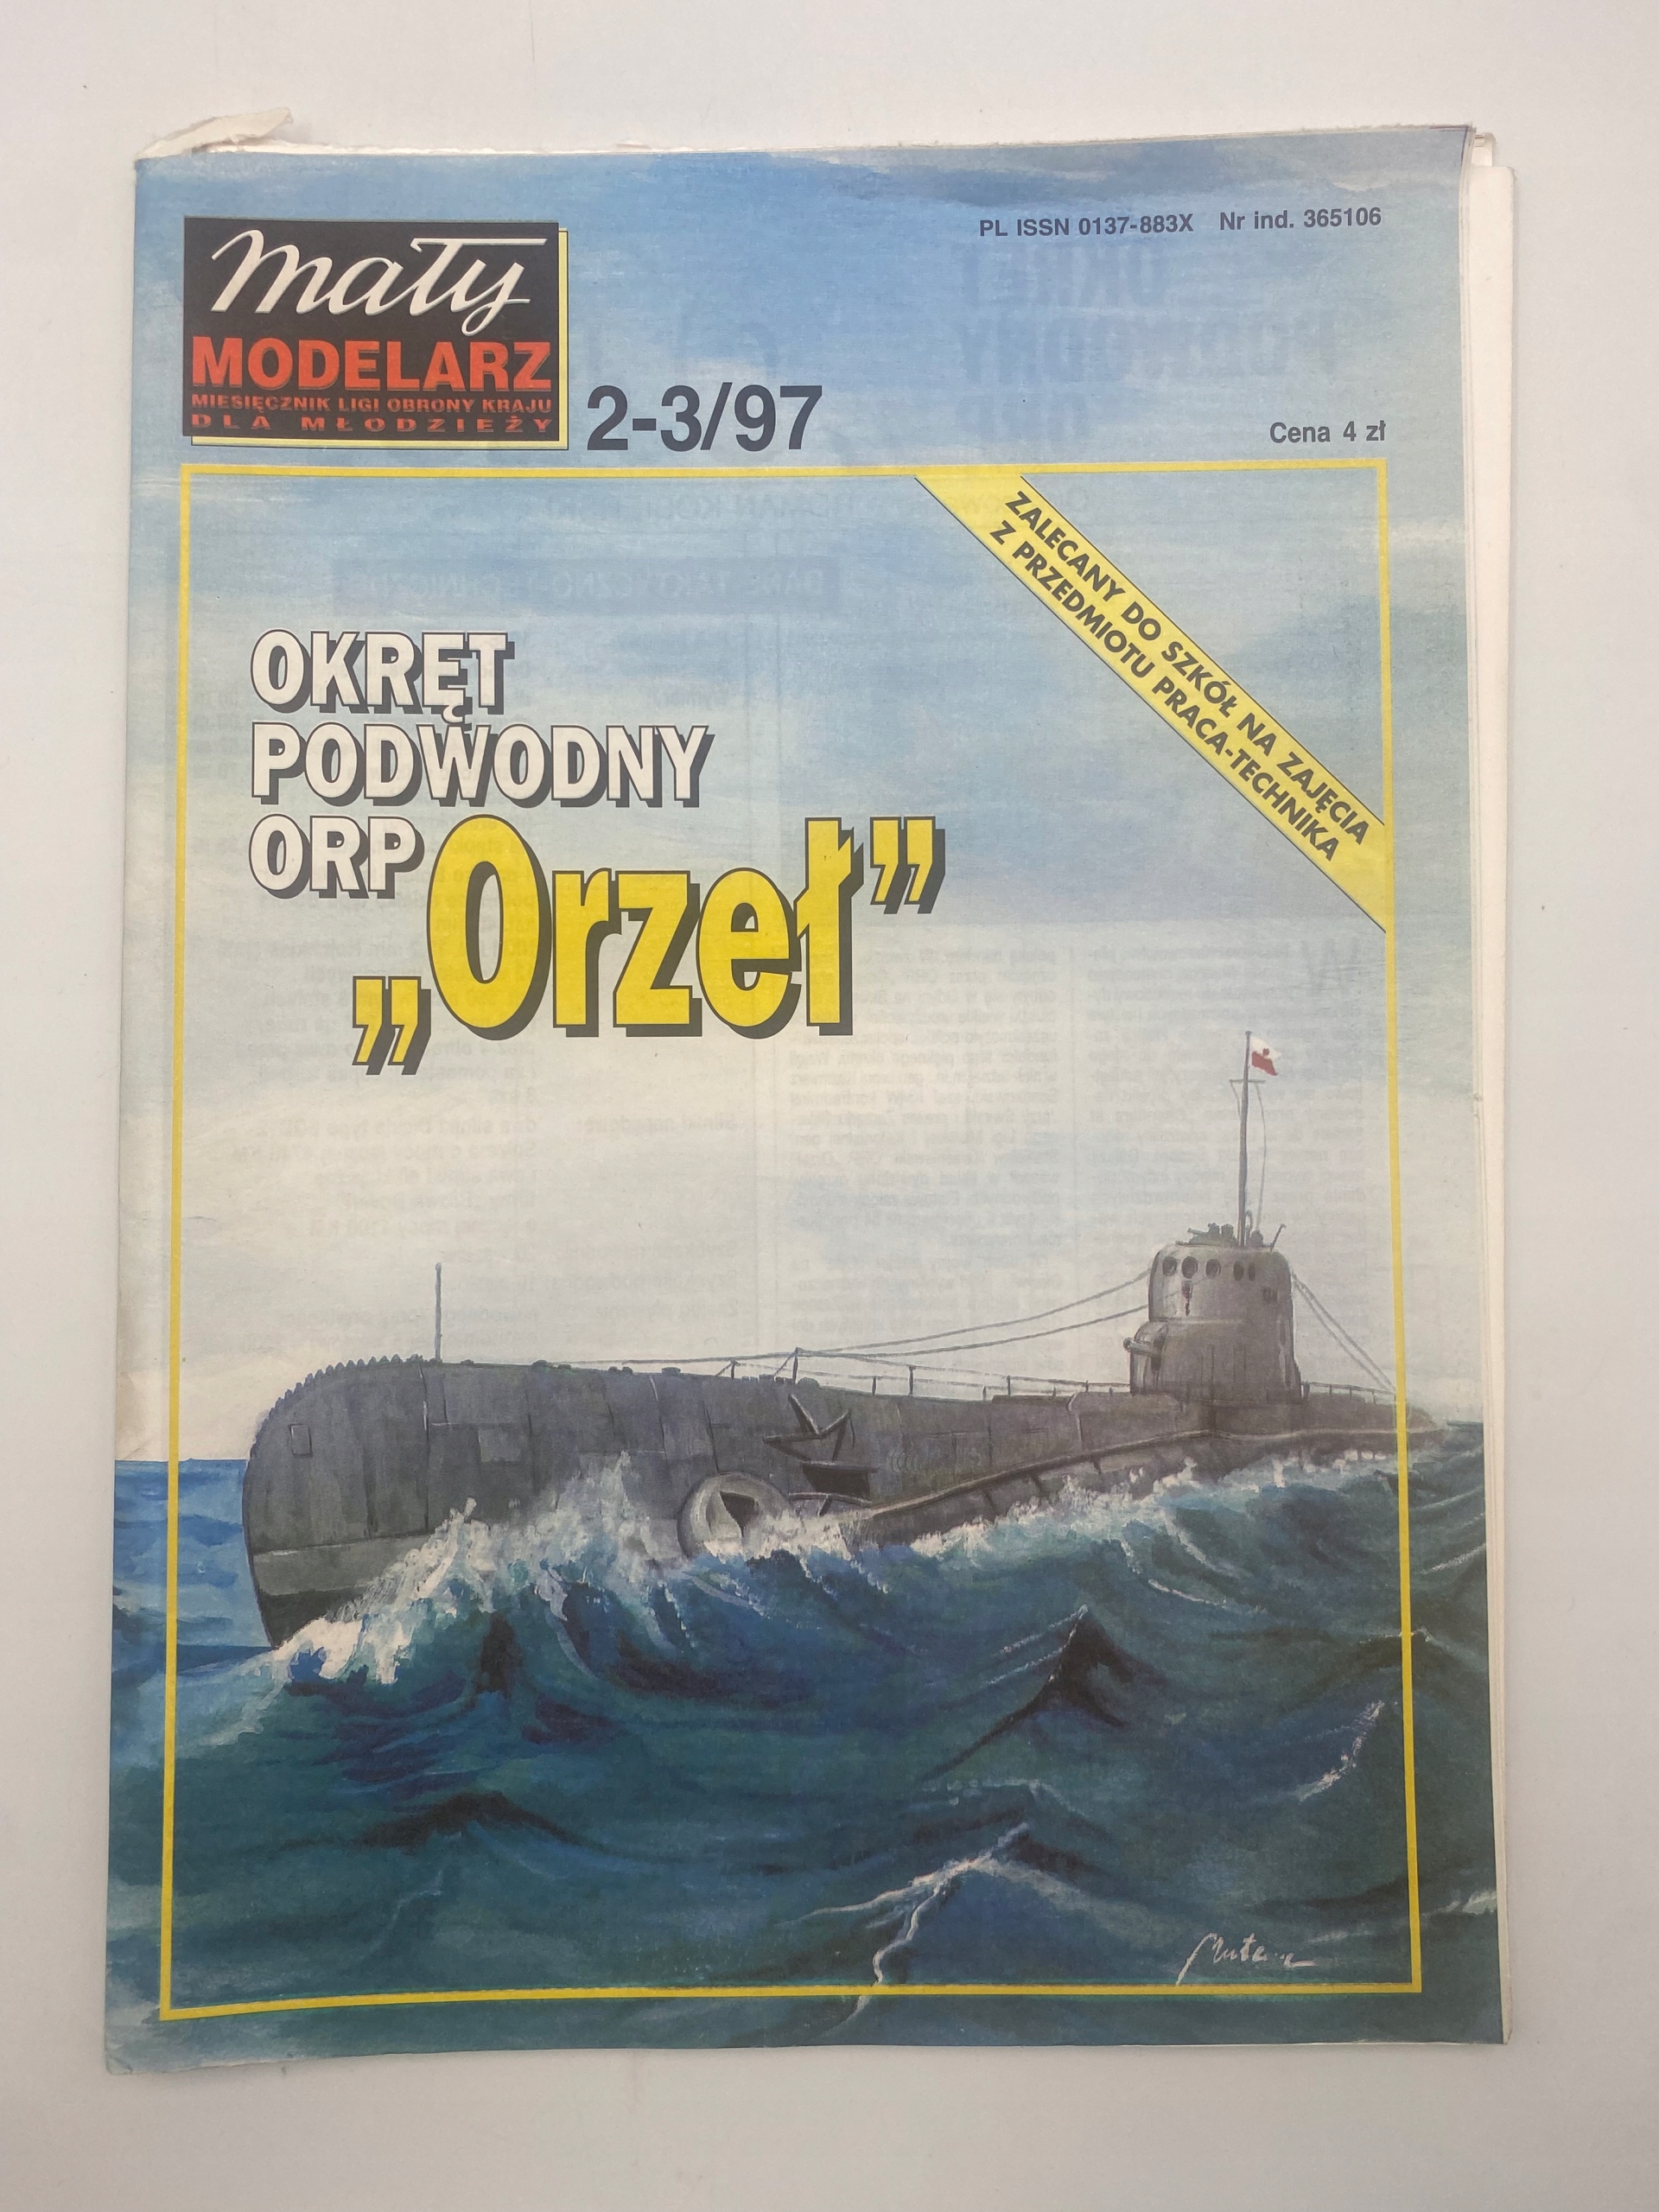 Mały
MODELARZ
MIESIĘCZNIK LIGI OBRONY KRAJU
DLA MŁODZIEŻY
2-3/97
PL ISSN 0137-883X Nr ind. 365106
Cena 4 zł
ZALECANY DO SZKÓŁ NA ZAJĘCIA
Z PRZEDMIOTU PRACA-TECHNIKA
OKRĘT
PODWODNY
ORP „Orzeł”